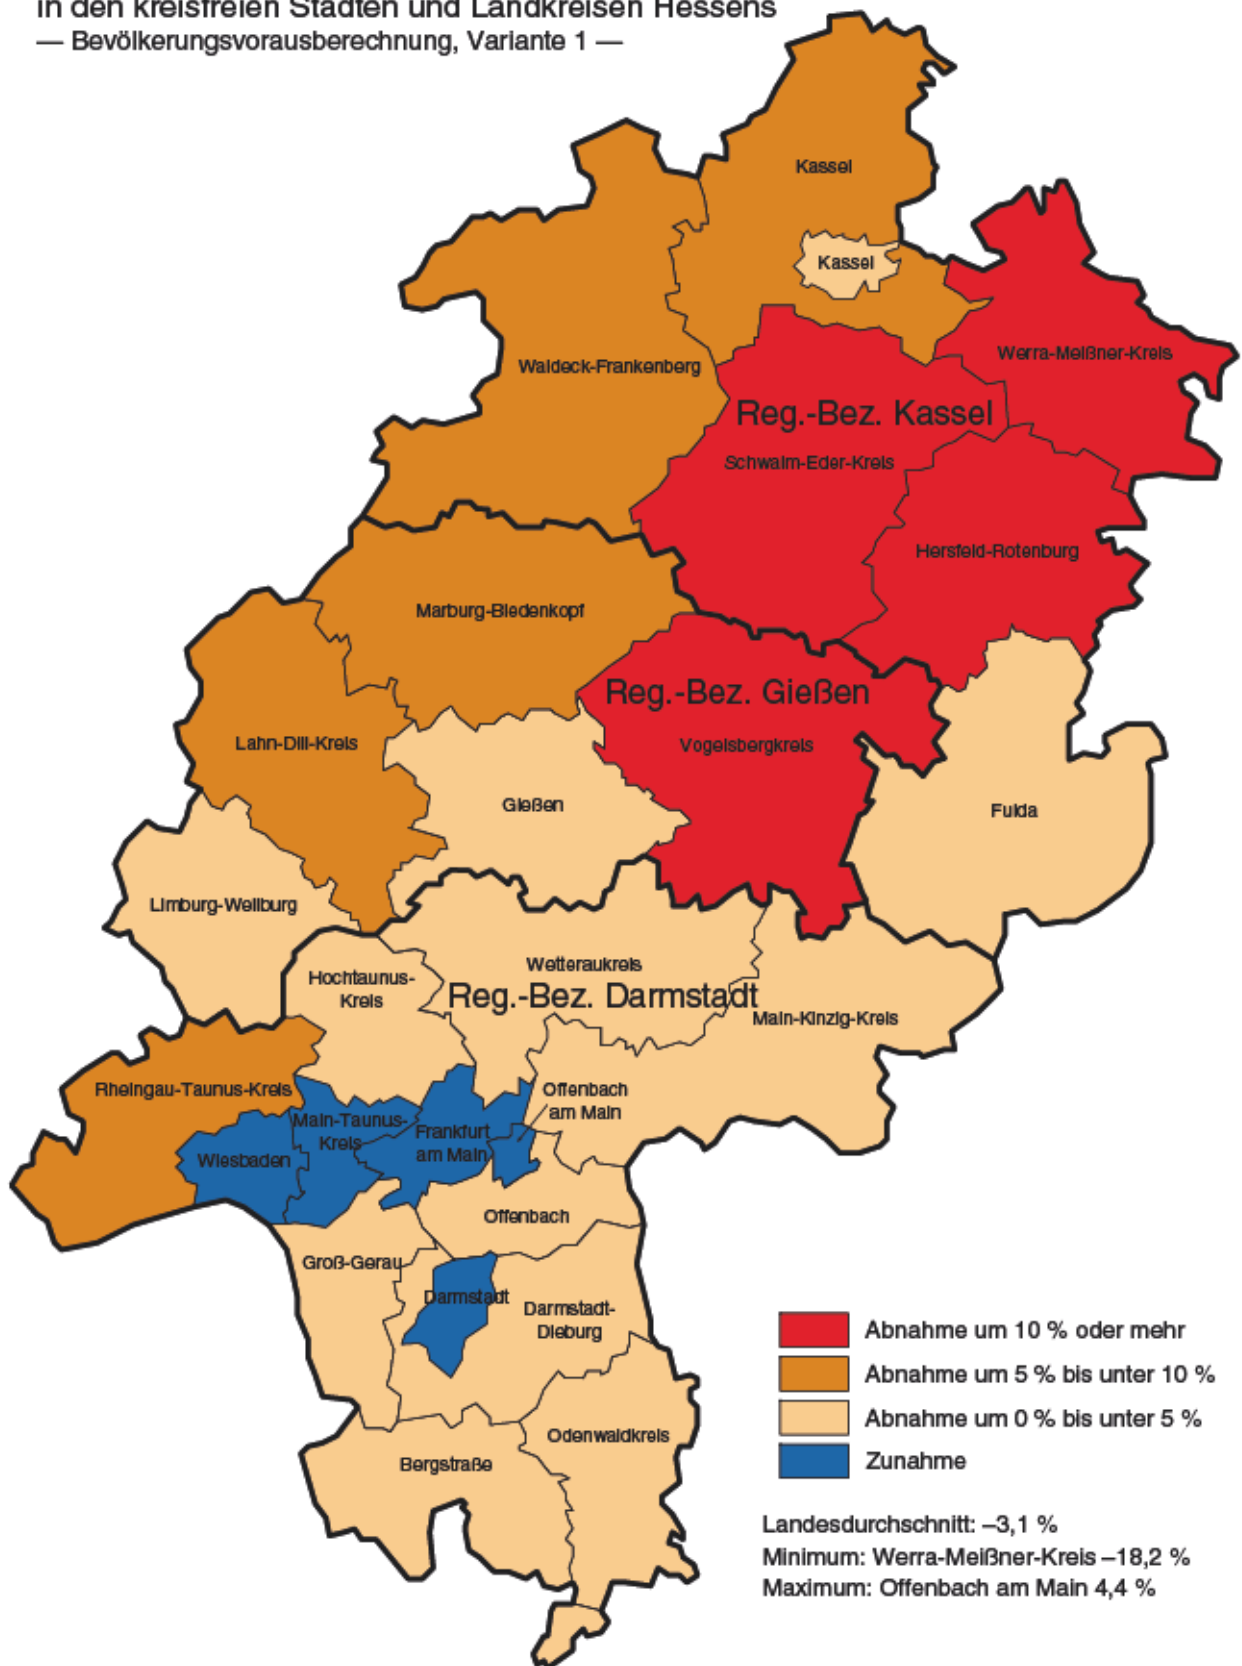 in den kreisfreien Städten und Landkreisen Hessens
— Bevölkerungsvorausberechnung, Variante 1 —
Kassel
Kassel
Werra-Meißner-Kreis
Waldeck-Frankenberg
Reg.-Bez. Kassel
Schwalm-Eder-Kreis
Hersfeld-Rotenburg
Marburg-Biedenkopf
Reg.-Bez. Gießen
Lahn-Dill-Kreis
Vogelsbergkreis
Gießen
Fulda
Limburg-Weilburg
Wetteraukreis
Hochtaunus-
Kreis
Reg.-Bez. Darmstadt
Main-Kinzig-Kreis
Rheingau-Taunus-Kreis
Offenbach
am Main
Main-Taunus-
Kreis
Frankfurt
am Main
Wiesbaden
Offenbach
Groß-Gerau
Darmstadt
Darmstadt-
Dieburg
Odenwaldkreis
Bergstraße
Abnahme um 10 % oder mehr
Abnahme um 5 % bis unter 10 %
Abnahme um 0 % bis unter 5 %
Zunahme
Landesdurchschnitt: –3,1 %
Minimum: Werra-Meißner-Kreis –18,2 %
Maximum: Offenbach am Main 4,4 %